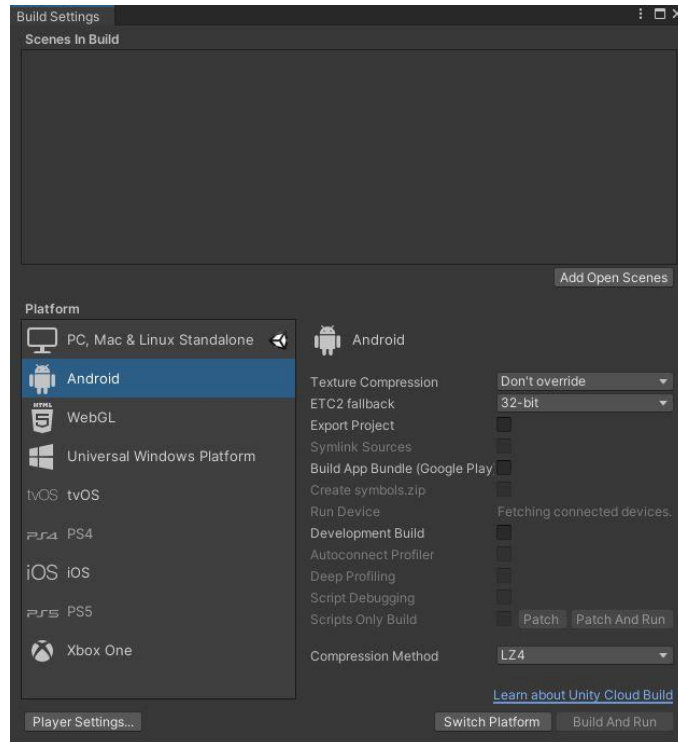 Build Settings
Scenes In Build
Add Open Scenes
Platform
PC, Mac & Linux Standalone
Android
HTML 5 WebGL
Universal Windows Platform
tvOS tvOS
PS4 PS4
iOS iOS
PS5 PS5
Xbox One
Android
Texture Compression Don't override
ETC2 fallback 32-bit
Export Project
Symlink Sources
Build App Bundle (Google Play
Create symbols.zip
Run Device Fetching connected devices.
Development Build
Autoconnect Profiler
Deep Profiling
Script Debugging
Scripts Only Build Patch Patch And Run
Compression Method LZ4
Learn about Unity Cloud Build
Player Settings... Switch Platform Build And Run